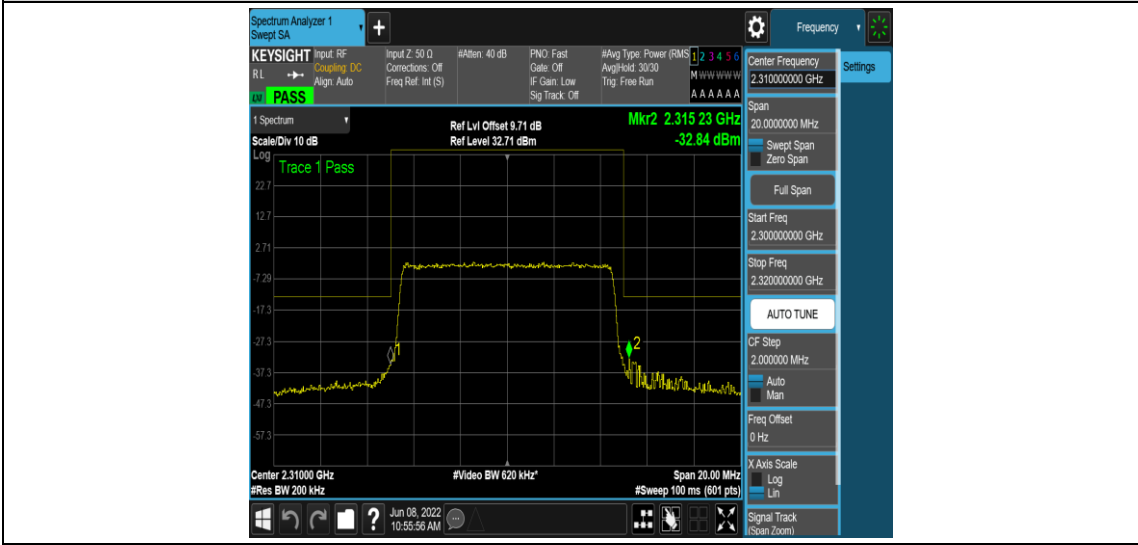 Spectrum Analyzer 1
Swept SA
Frequency
KEYSIGHT
RL
LM
PASS
Input: RF
Coupling: DC
Align: Auto
Input Z: 50 Ω
Corrections: Off
Freq Ref: Int (S)
#Atten: 40 dB
PNO: Fast
Gate: Off
IF Gain: Low
Sig Track: Off
#Avg Type: Power (RMS
Avg|Hold: 30/30
Trig: Free Run
1 2 3 4 5 6
M W W W W W
A A A A A A
1 Spectrum
Scale/Div 10 dB
Ref Lvl Offset 9.71 dB
Ref Level 32.71 dBm
Mkr2 2.315 23 GHz
-32.84 dBm
Log
Trace 1 Pass
22.7
12.7
2.71
-7.29
-17.3
-27.3
-37.3
-47.3
-57.3
1
2
Center 2.31000 GHz
#Video BW 620 kHz*
Span 20.00 MHz
#Res BW 200 kHz
#Sweep 100 ms (601 pts)
Jun 08, 2022
10:55:56 AM
Center Frequency
2.310000000 GHz
Settings
Span
20.0000000 MHz
Swept Span
Zero Span
Full Span
Start Freq
2.300000000 GHz
Stop Freq
2.320000000 GHz
AUTO TUNE
CF Step
2.000000 MHz
Auto
Man
Freq Offset
0 Hz
X Axis Scale
Log
Lin
Signal Track
(Span Zoom)